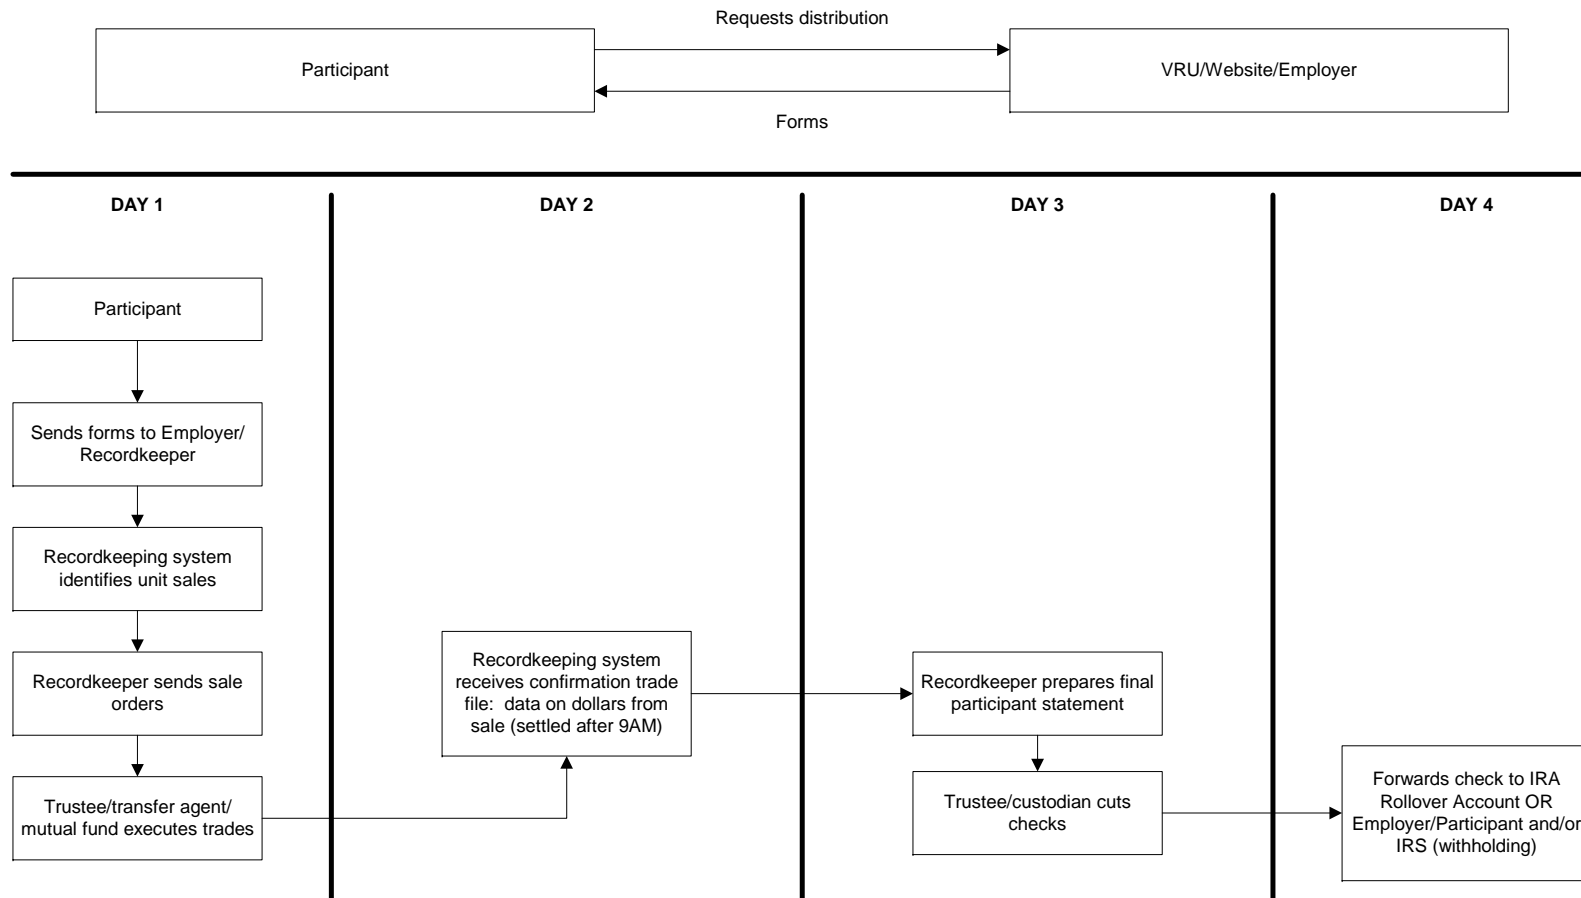 Requests distribution
Participant
VRU/Website/Employer
Forms
DAY 1
DAY 2
DAY 3
DAY 4
Participant
Sends forms to Employer/
Recordkeeper
Recordkeeping system
identifies unit sales
Recordkeeper sends sale
orders
Trustee/transfer agent/
mutual fund executes trades
Recordkeeping system
receives confirmation trade
file:  data on dollars from
sale (settled after 9AM)
Recordkeeper prepares final
participant statement
Trustee/custodian cuts
checks
Forwards check to IRA
Rollover Account OR
Employer/Participant and/or
IRS (withholding)